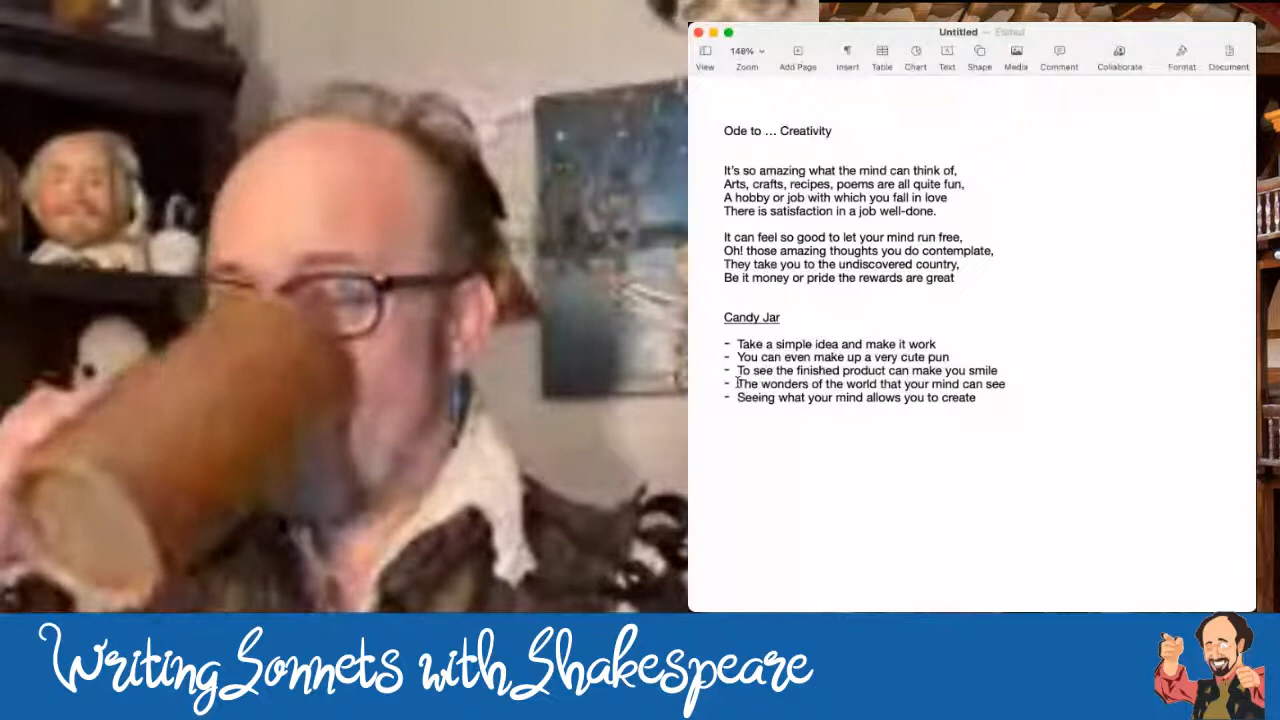 Untitled — Edited
148%
View Zoom Add Page Insert Table Chart Text Shape Media Comment Collaborate Format Document
Ode to ... Creativity
It's so amazing what the mind can think of,
Arts, crafts, recipes, poems are all quite fun,
A hobby or job with which you fall in love
There is satisfaction in a job well-done.
It can feel so good to let your mind run free,
Oh! those amazing thoughts you do contemplate,
They take you to the undiscovered country,
Be it money or pride the rewards are great
Candy Jar
- Take a simple idea and make it work
- You can even make up a very cute pun
- To see the finished product can make you smile
- The wonders of the world that your mind can see
- Seeing what your mind allows you to create
Writing Sonnets with Shakespeare